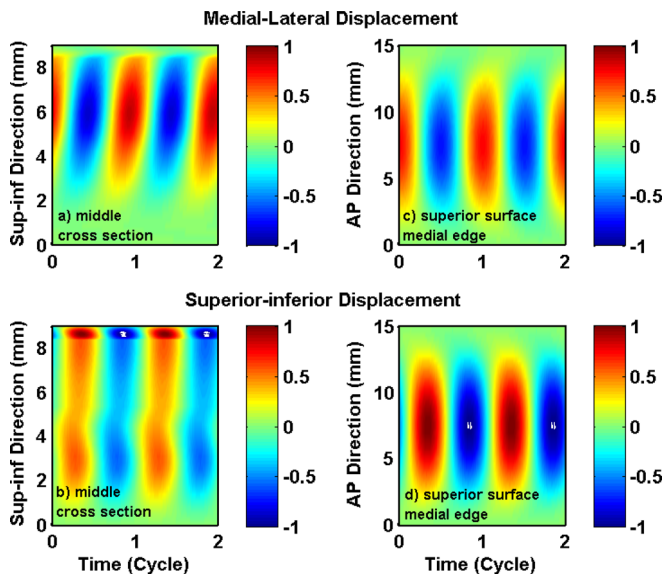 Medial-Lateral Displacement
Sup-inf Direction (mm)
8
6
4
2
0
a) middle
cross section
0 1 2
1
0.5
0
-0.5
-1
AP Direction (mm)
15
10
5
0
c) superior surface
medial edge
0 1 2
1
0.5
0
-0.5
-1
Superior-inferior Displacement
Sup-inf Direction (mm)
8
6
4
2
0
b) middle
cross section
0 1 2
Time (Cycle)
1
0.5
0
-0.5
-1
AP Direction (mm)
15
10
5
0
d) superior surface
medial edge
0 1 2
Time (Cycle)
1
0.5
0
-0.5
-1